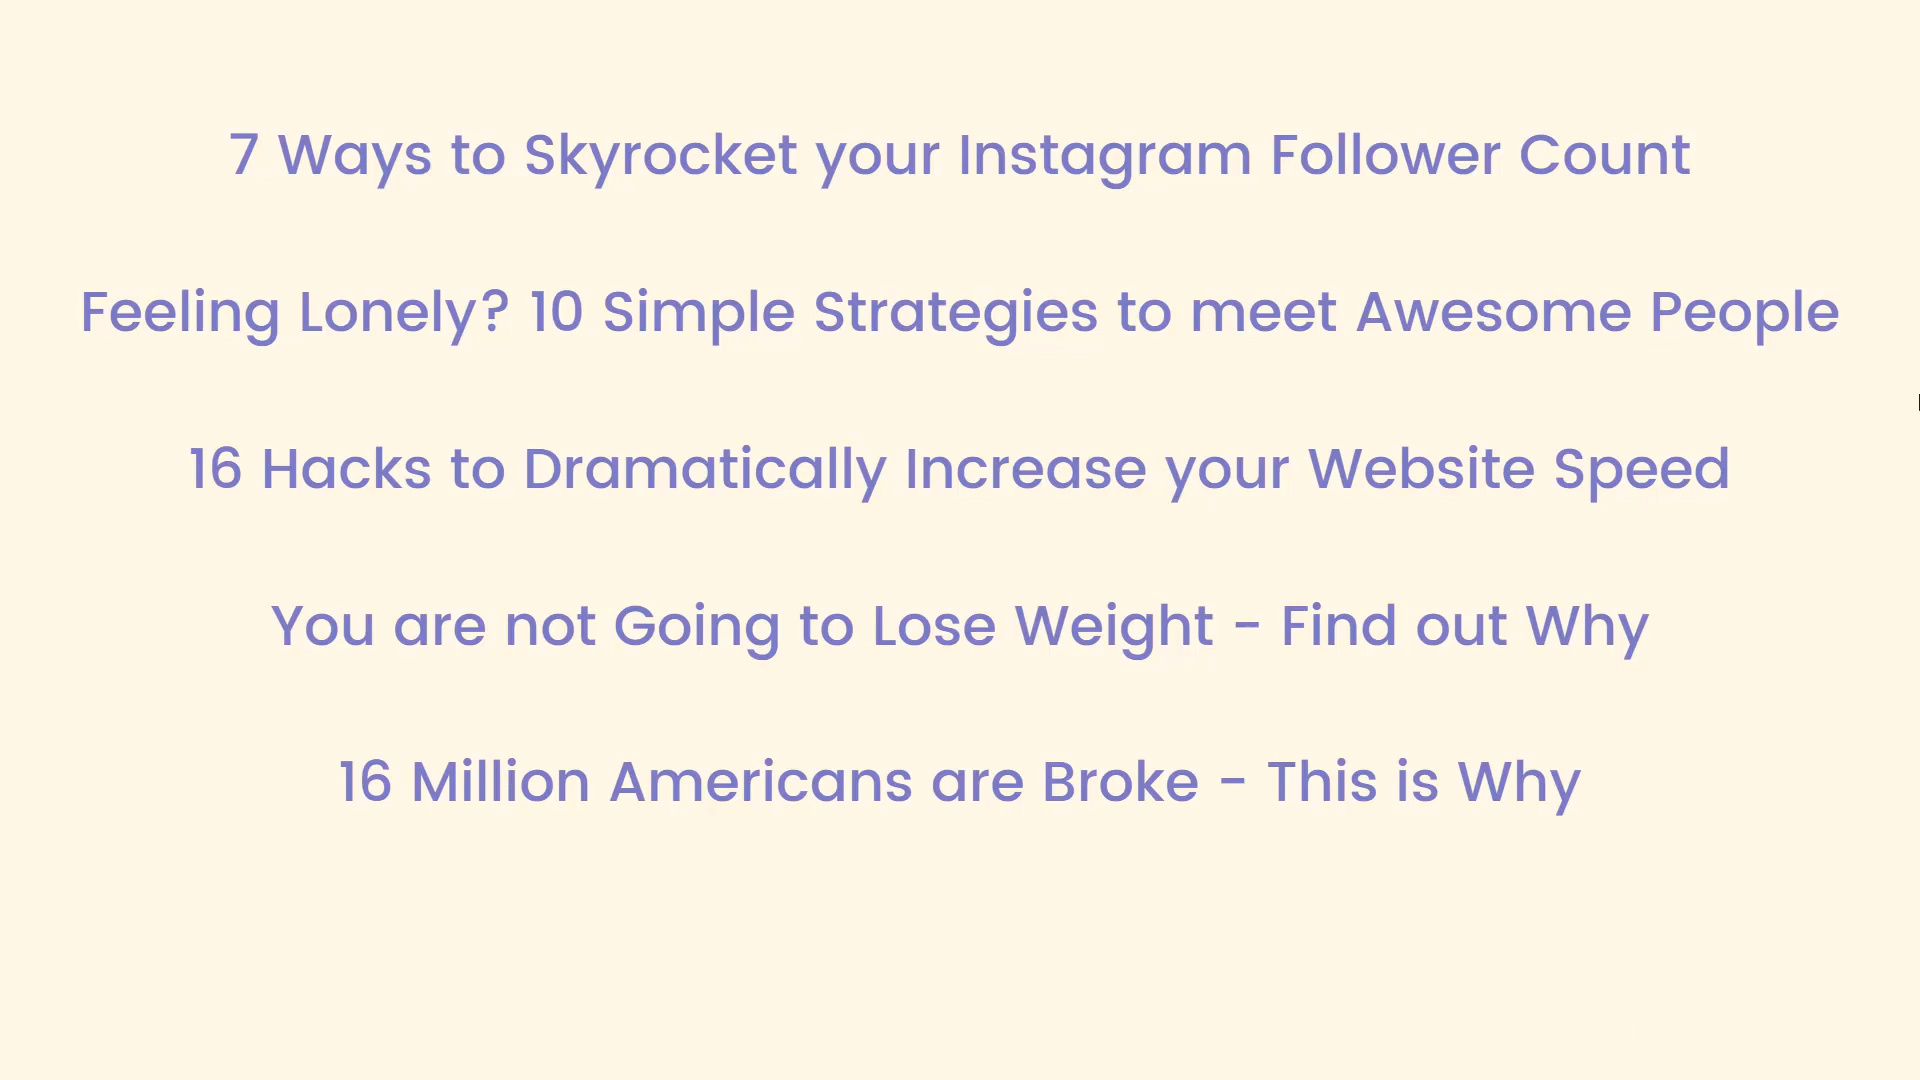 7 Ways to Skyrocket your Instagram Follower Count
Feeling Lonely? 10 Simple Strategies to meet Awesome People
16 Hacks to Dramatically Increase your Website Speed
You are not Going to Lose Weight - Find out Why
16 Million Americans are Broke - This is Why